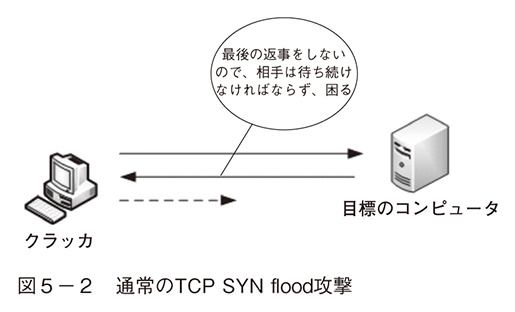 最後の返事をしない
ので、相手は待ち続け
なければならず、困る
目標のコンピュータ
クラッカ
図5－2　通常のTCP SYN flood攻撃